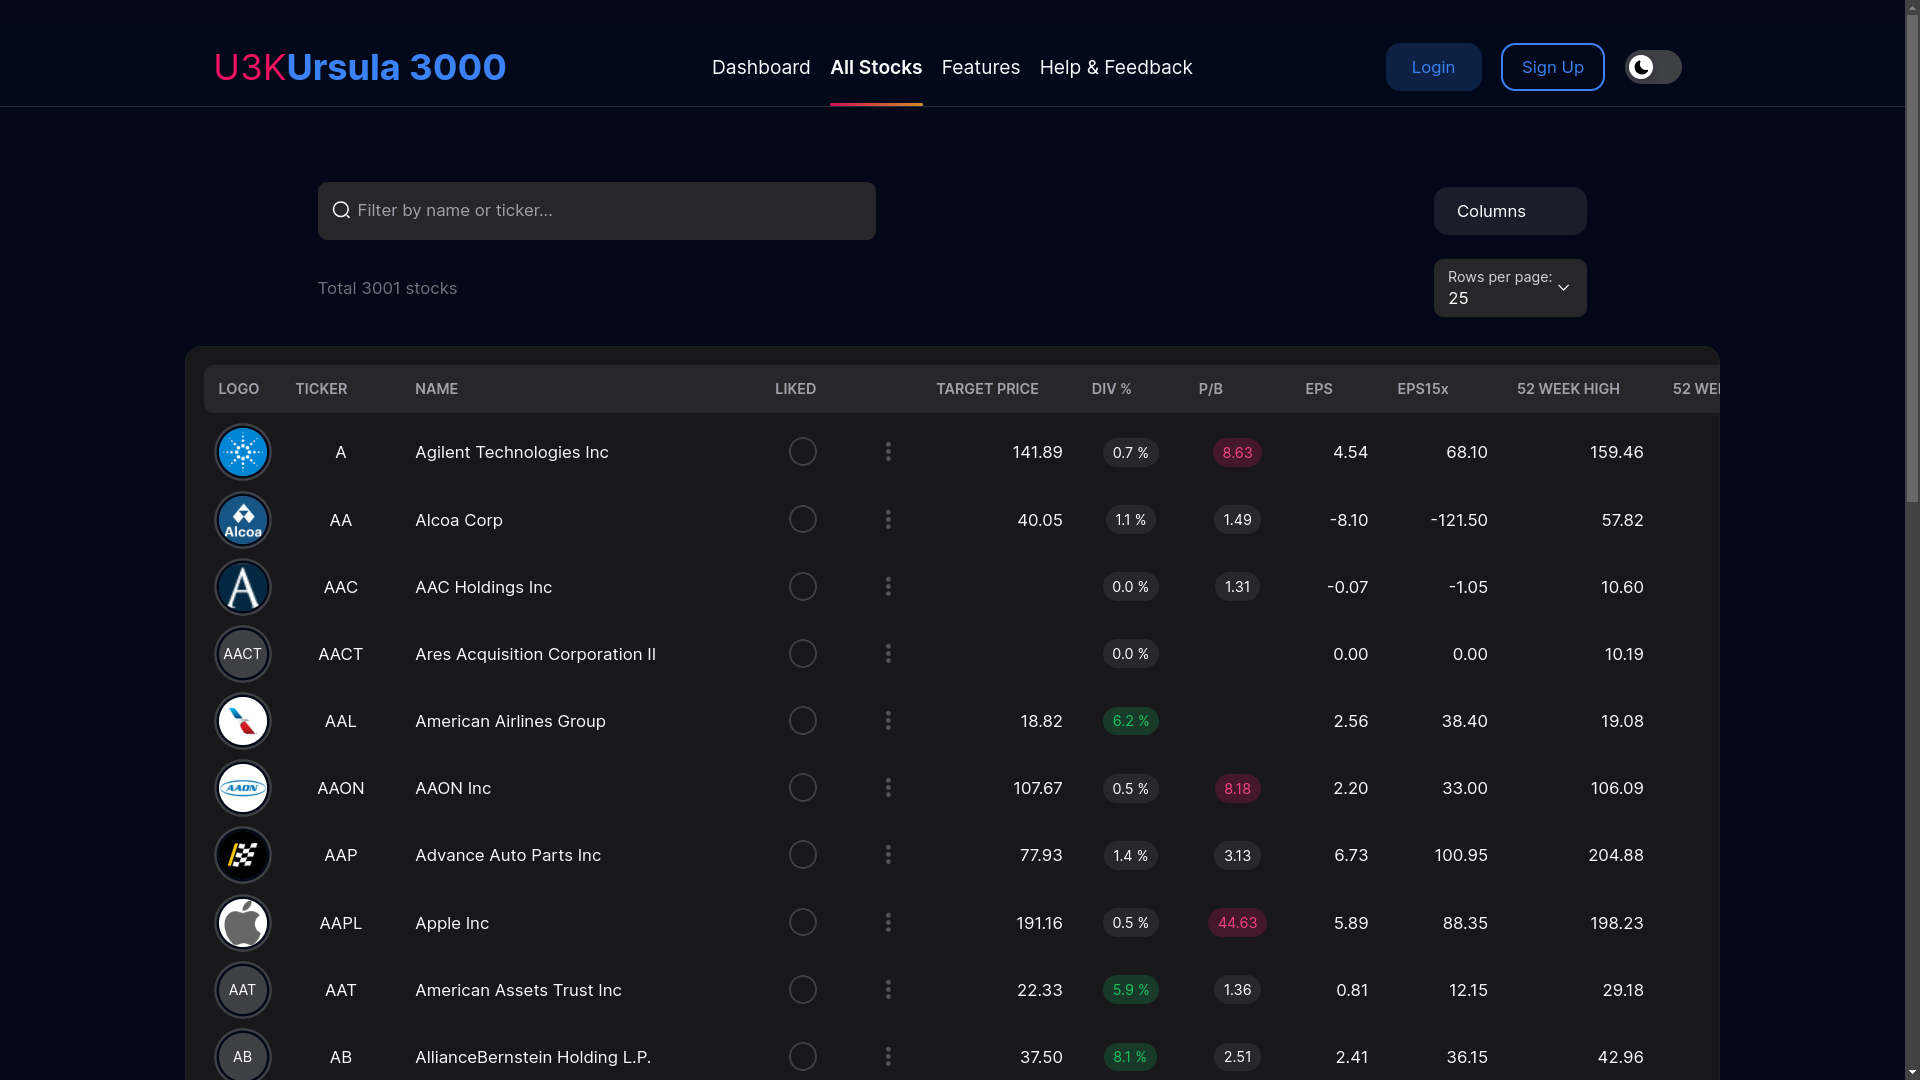 U3KUrsula 3000 Dashboard All Stocks Features Help & Feedback Login Sign Up
Filter by name or ticker... Columns
Total 3001 stocks
Rows per page:
25
LOGO TICKER NAME LIKED TARGET PRICE DIV % P/B EPS EPS15x 52 WEEK HIGH
A Agilent Technologies Inc 141.89 0.7 % 8.63 4.54 68.10 159.46
Alcoa AA Alcoa Corp 40.05 1.1 % 1.49 -8.10 -121.50 57.82
A AAC AAC Holdings Inc 0.0 % 1.31 -0.07 -1.05 10.60
AACT AACT Ares Acquisition Corporation II 0.0 % 0.00 0.00 10.19
AAL American Airlines Group 18.82 6.2 % 2.56 38.40 19.08
AAON AAON AAON Inc 107.67 0.5 % 8.18 2.20 33.00 106.09
AAP Advance Auto Parts Inc 77.93 1.4 % 3.13 6.73 100.95 204.88
AAPL Apple Inc 191.16 0.5 % 44.63 5.89 88.35 198.23
AAT AAT American Assets Trust Inc 22.33 5.9 % 1.36 0.81 12.15 29.18
AB AB AllianceBernstein Holding L.P. 37.50 8.1 % 2.51 2.41 36.15 42.96